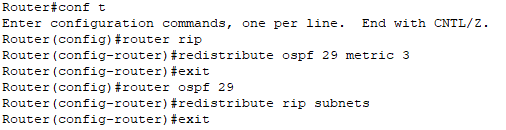 Router#conf t
Enter configuration commands, one per line.  End with CNTL/Z.
Router(config)#router rip
Router(config-router)#redistribute ospf 29 metric 3
Router(config-router)#exit
Router(config)#router ospf 29
Router(config-router)#redistribute rip subnets
Router(config-router)#exit